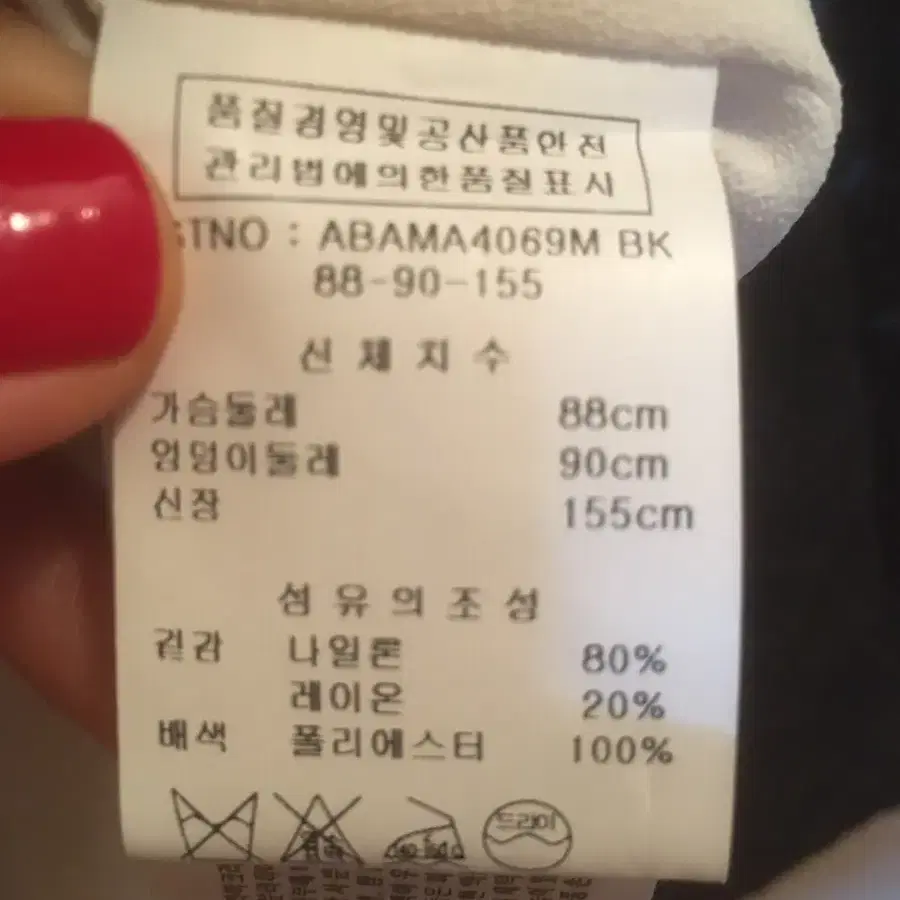 품질경영및공산품안전
관리법에의한품질표시
STNO : ABAMA4069M BK
88-90-155
신 체 치 수
가슴둘레 88cm
엉덩이둘레 90cm
신장 155cm
섬 유 의 조 성
겉감 나일론 80%
레이온 20%
배색 폴리에스터 100%
드라이